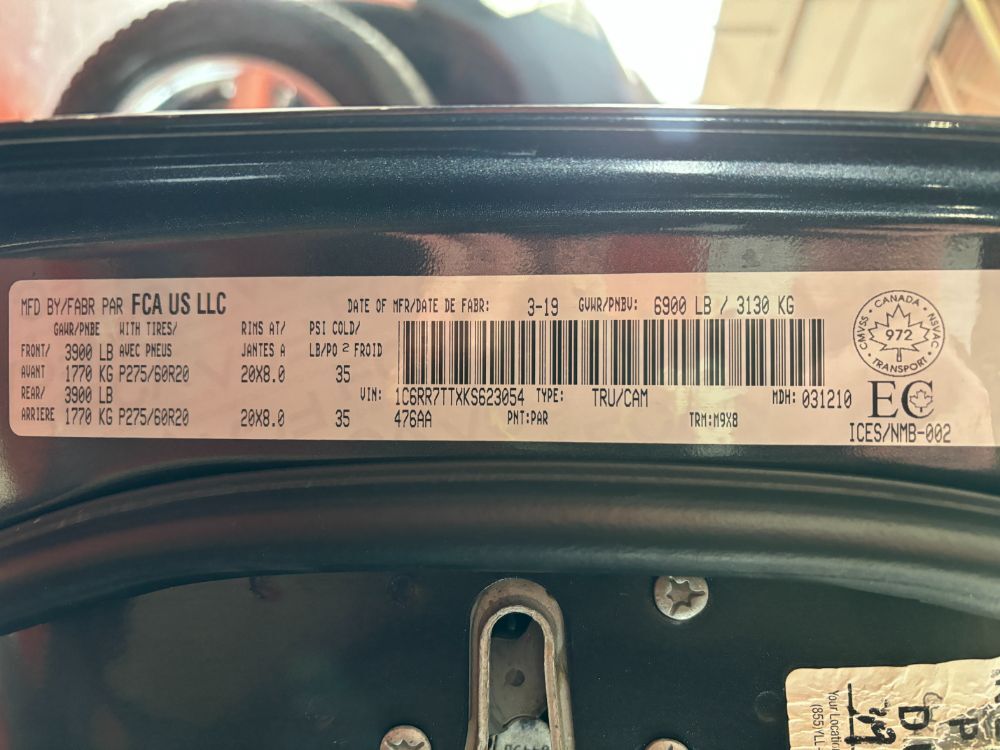 MFD BY/FABR PAR FCA US LLC DATE OF MFR/DATE DE FABR: 3-19 GVWR/PNBV: 6900 LB / 3130 KG
GAWR/PNBE WITH TIRES/ RIMS AT/ PSI COLD/
FRONT/ 3900 LB AVEC PNEUS JANTES A LB/PO 2 FROID
AVANT 1770 KG P275/60R20 20X8.0 35
REAR/ 3900 LB VIN: 1C6RR7TTXKS623054 TYPE: TRU/CAM MDH: 031210
ARRIERE 1770 KG P275/60R20 20X8.0 35 476AA PNT:PAR TRM:M9X8
CMVSS · CANADA · NSVAC
972
TRANSPORT
EC
ICES/NMB-002
P
D
Your Location